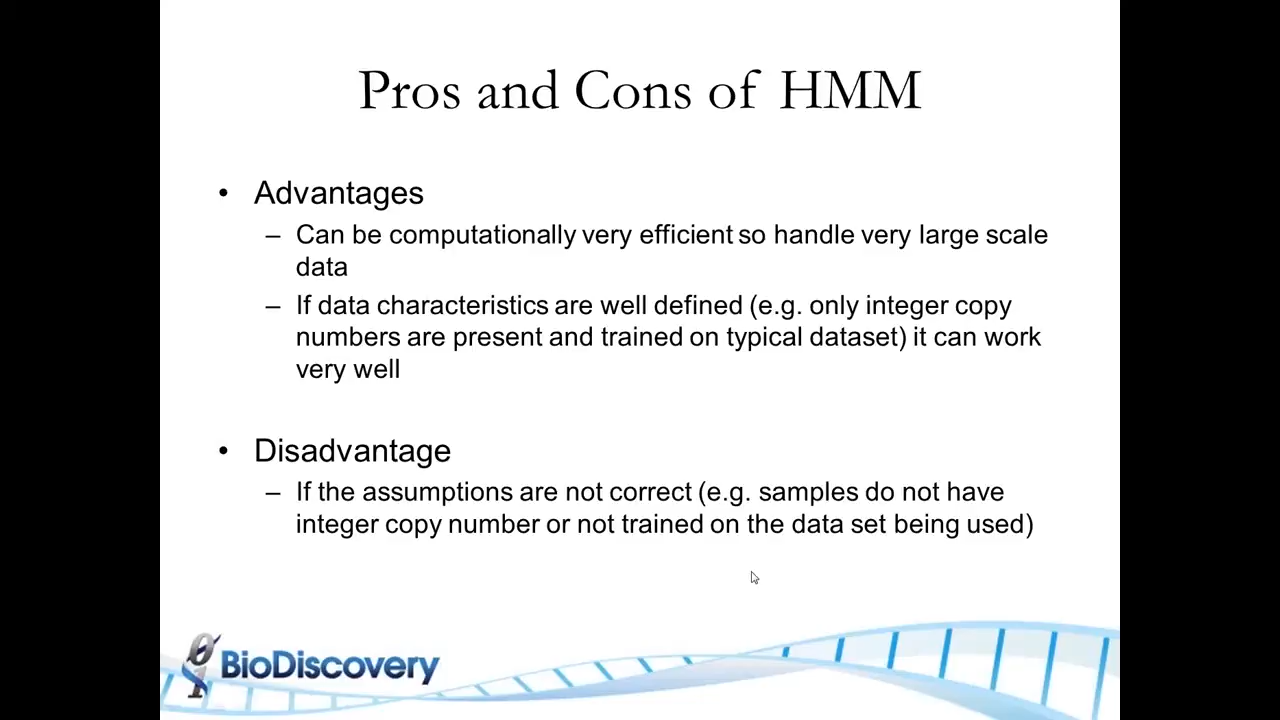 Pros and Cons of HMM
• Advantages
– Can be computationally very efficient so handle very large scale
data
– If data characteristics are well defined (e.g. only integer copy
numbers are present and trained on typical dataset) it can work
very well
• Disadvantage
– If the assumptions are not correct (e.g. samples do not have
integer copy number or not trained on the data set being used)
BioDiscovery